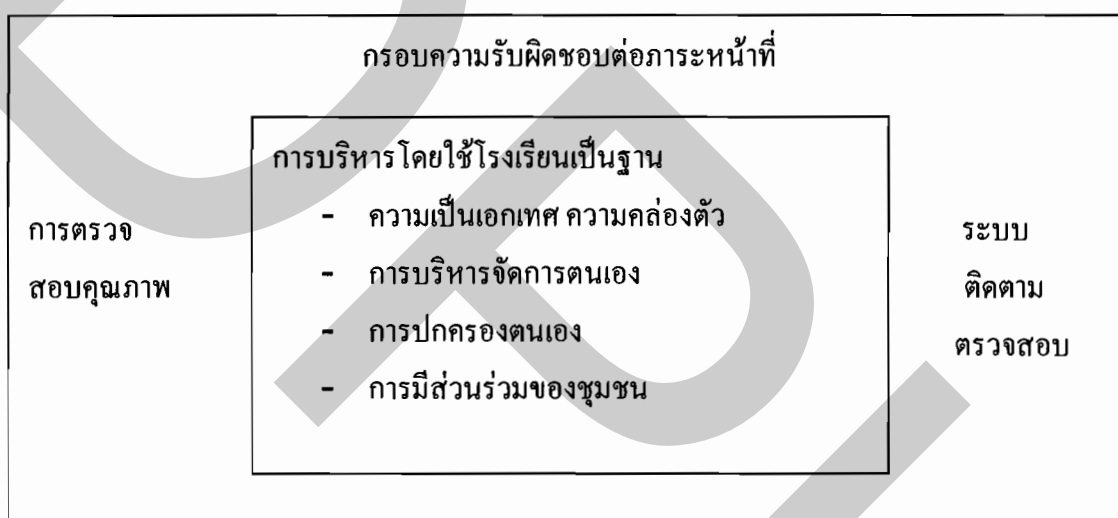 กรอบความรับผิดชอบต่อภาระหน้าที่
การบริหารโดยใช้โรงเรียนเป็นฐาน
- ความเป็นเอกเทศ ความคล่องตัว
- การบริหารจัดการตนเอง
- การปกครองตนเอง
- การมีส่วนร่วมของชุมชน
การตรวจ
สอบคุณภาพ
ระบบ
ติดตาม
ตรวจสอบ